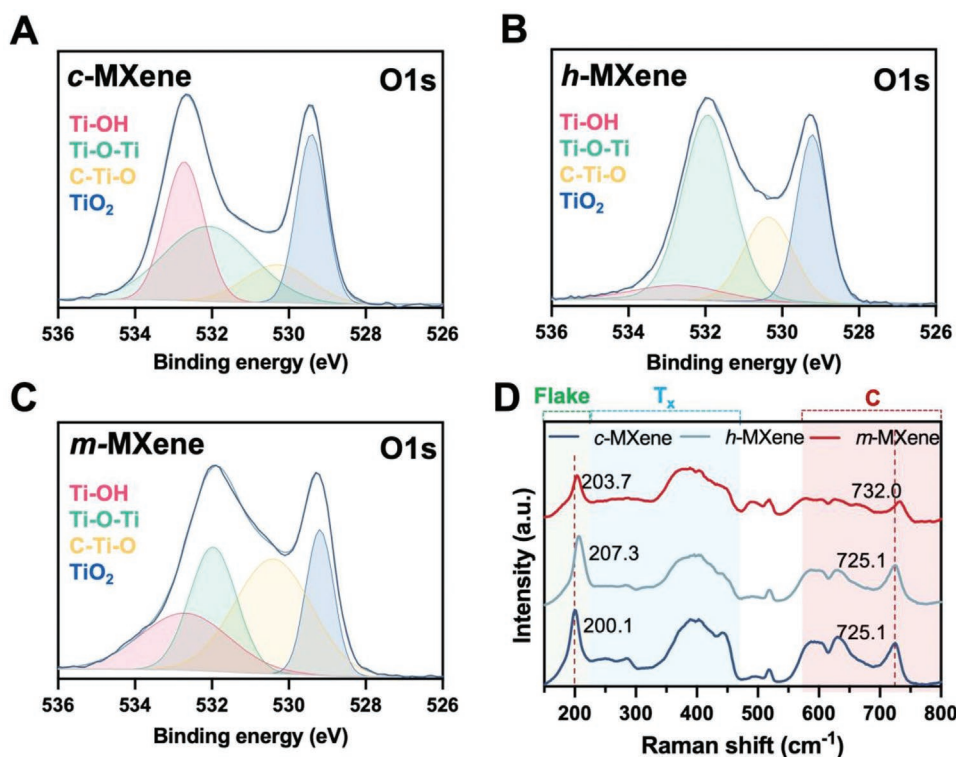 A
c-MXene
O1s
Ti-OH
Ti-O-Ti
C-Ti-O
TiO₂
536 534 532 530 528 526
Binding energy (eV)
B
h-MXene
O1s
Ti-OH
Ti-O-Ti
C-Ti-O
TiO₂
536 534 532 530 528 526
Binding energy (eV)
C
m-MXene
O1s
Ti-OH
Ti-O-Ti
C-Ti-O
TiO₂
536 534 532 530 528 526
Binding energy (eV)
D
Flake Tₓ C
c-MXene h-MXene m-MXene
203.7 732.0
207.3 725.1
200.1 725.1
Intensity (a.u.)
200 300 400 500 600 700 800
Raman shift (cm⁻¹)